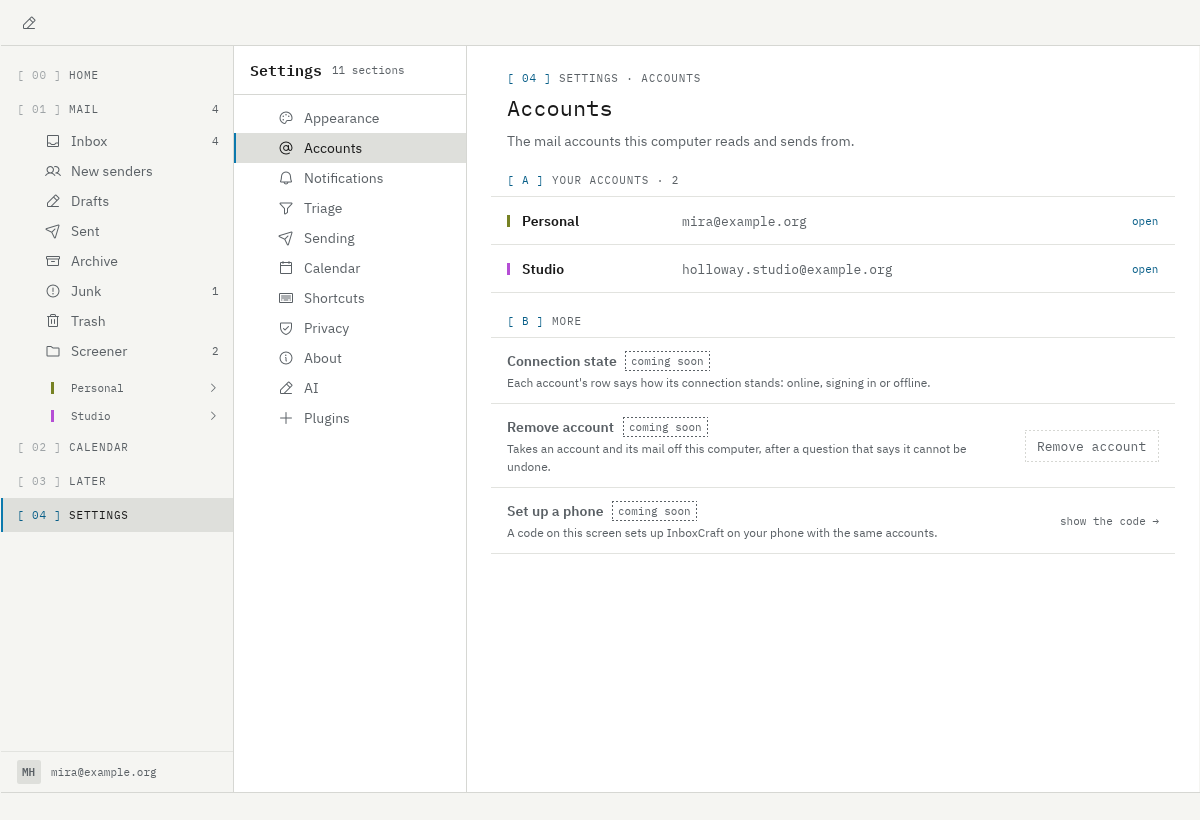 [ 00 ] HOME
[ 01 ] MAIL 4
Inbox 4
New senders
Drafts
Sent
Archive
Junk 1
Trash
Screener 2
Personal
Studio
[ 02 ] CALENDAR
[ 03 ] LATER
[ 04 ] SETTINGS
MH mira@example.org
Settings 11 sections
Appearance
Accounts
Notifications
Triage
Sending
Calendar
Shortcuts
Privacy
About
AI
Plugins
[ 04 ] SETTINGS · ACCOUNTS
Accounts
The mail accounts this computer reads and sends from.
[ A ] YOUR ACCOUNTS · 2
Personal mira@example.org open
Studio holloway.studio@example.org open
[ B ] MORE
Connection state coming soon
Each account's row says how its connection stands: online, signing in or offline.
Remove account coming soon
Takes an account and its mail off this computer, after a question that says it cannot be
undone.
Remove account
Set up a phone coming soon
A code on this screen sets up InboxCraft on your phone with the same accounts.
show the code →